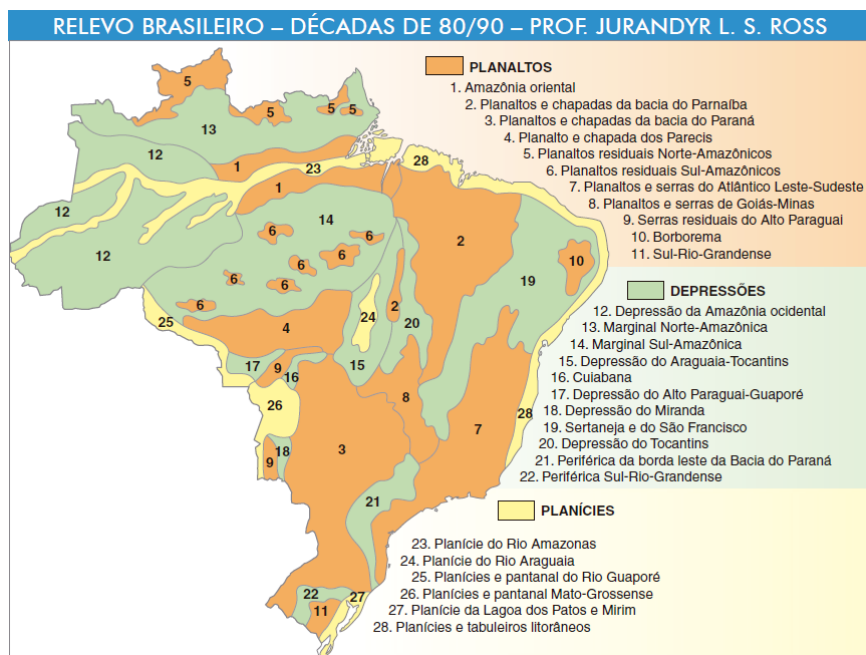 RELEVO BRASILEIRO – DÉCADAS DE 80/90 – PROF. JURANDYR L. S. ROSS
PLANALTOS
1. Amazônia oriental
2. Planaltos e chapadas da bacia do Parnaíba
3. Planaltos e chapadas da bacia do Paraná
4. Planalto e chapada dos Parecis
5. Planaltos residuais Norte-Amazônicos
6. Planaltos residuais Sul-Amazônicos
7. Planaltos e serras do Atlântico Leste-Sudeste
8. Planaltos e serras de Goiás-Minas
9. Serras residuais do Alto Paraguai
10. Borborema
11. Sul-Rio-Grandense
DEPRESSÕES
12. Depressão da Amazônia ocidental
13. Marginal Norte-Amazônica
14. Marginal Sul-Amazônica
15. Depressão do Araguaia-Tocantins
16. Cuiabana
17. Depressão do Alto Paraguai-Guaporé
18. Depressão do Miranda
19. Sertaneja e do São Francisco
20. Depressão do Tocantins
21. Periférica da borda leste da Bacia do Paraná
22. Periférica Sul-Rio-Grandense
PLANÍCIES
23. Planície do Rio Amazonas
24. Planície do Rio Araguaia
25. Planícies e pantanal do Rio Guaporé
26. Planícies e pantanal Mato-Grossense
27. Planície da Lagoa dos Patos e Mirim
28. Planícies e tabuleiros litorâneos
5
5
5
5
13
12
1
23
28
1
12
12
14
6
6
6
6
6
6
6
2
10
19
24
2
20
25
4
17
9
16
15
26
8
28
7
3
18
9
21
22
27
11